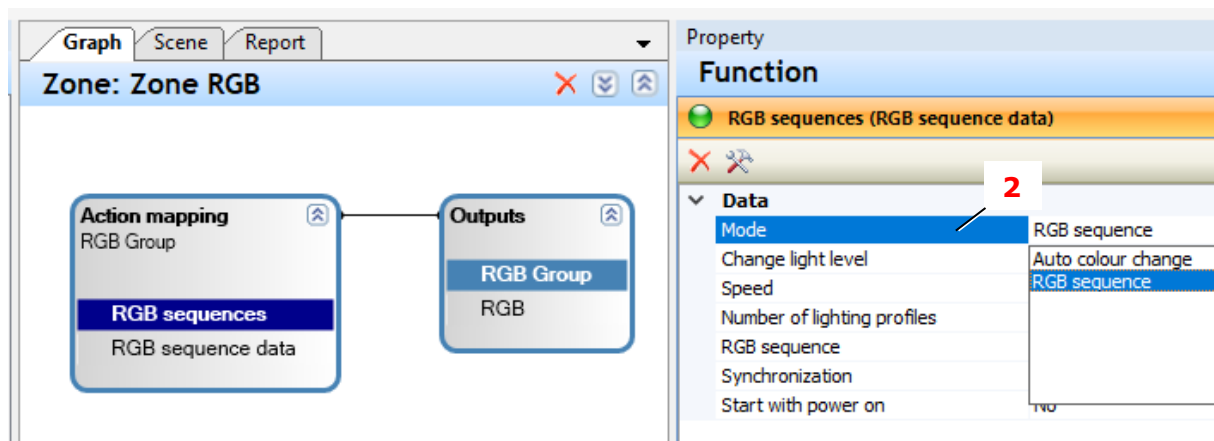 Graph Scene Report
Zone: Zone RGB
Action mapping
RGB Group
RGB sequences
RGB sequence data
Outputs
RGB Group
RGB
Property
Function
RGB sequences (RGB sequence data)
2
Data
Mode RGB sequence
Change light level Auto colour change
Speed RGB sequence
Number of lighting profiles
RGB sequence
Synchronization
Start with power on No